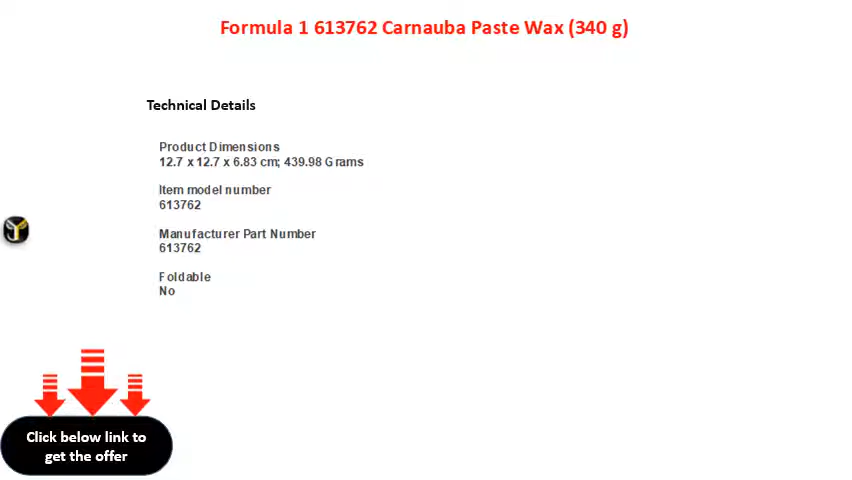 Formula 1 613762 Carnauba Paste Wax (340 g)
Technical Details
Product Dimensions
12.7 x 12.7 x 6.83 cm; 439.98 Grams
Item model number
613762
Manufacturer Part Number
613762
Foldable
No
Click below link to
get the offer